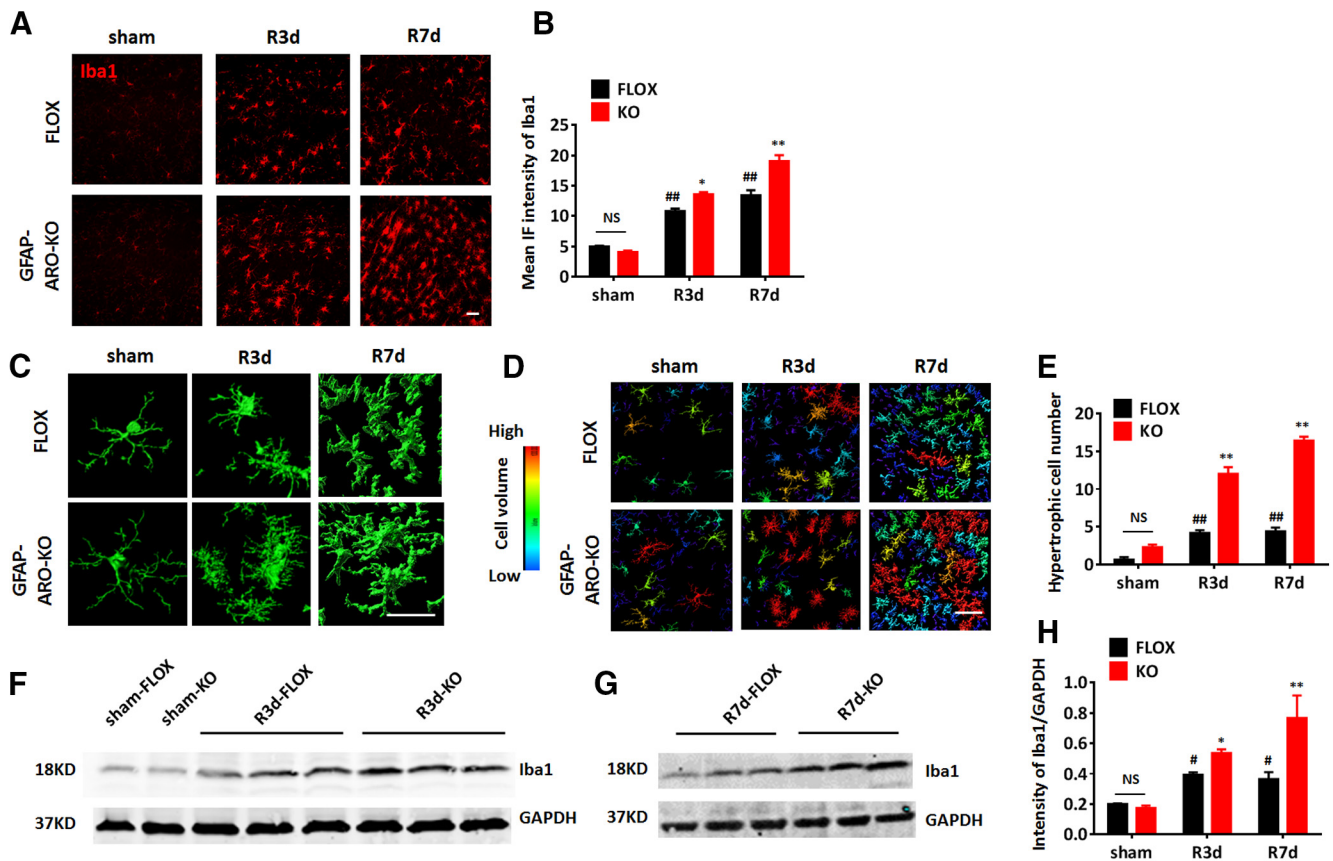 A
sham
R3d
R7d
Iba1
FLOX
GFAP-
ARO-KO
B
FLOX
KO
Mean IF intensity of Iba1
25
20
15
10
5
0
NS
##
*
##
**
sham
R3d
R7d
C
sham
R3d
R7d
FLOX
GFAP-
ARO-KO
D
sham
R3d
R7d
High
Cell volume
Low
FLOX
GFAP-
ARO-KO
E
FLOX
KO
Hypertrophic cell number
20
15
10
5
0
NS
##
**
##
**
sham
R3d
R7d
F
sham-FLOX
sham-KO
R3d-FLOX
R3d-KO
18KD
Iba1
37KD
GAPDH
G
R7d-FLOX
R7d-KO
18KD
Iba1
37KD
GAPDH
H
FLOX
KO
Intensity of Iba1/GAPDH
1.0
0.8
0.6
0.4
0.2
0.0
NS
#
*
#
**
sham
R3d
R7d